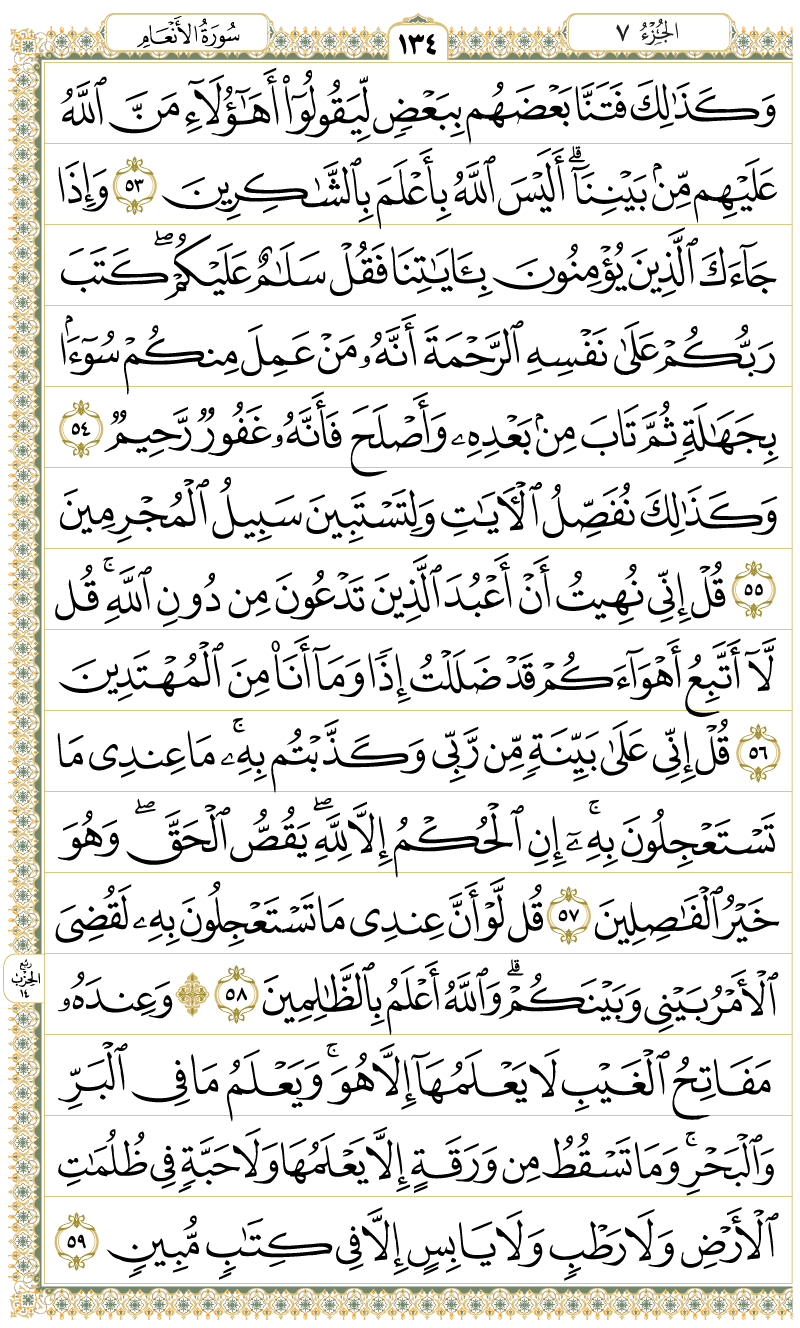 الجُزْءُ ٧
١٣٤
سُورَةُ الأَنْعَام
وَكَذَٰلِكَ فَتَنَّا بَعْضَهُم بِبَعْضٍ لِّيَقُولُوٓا۟ أَهَـٰٓؤُلَآءِ مَنَّ ٱللَّهُ
عَلَيْهِم مِّنۢ بَيْنِنَآ ۗ أَلَيْسَ ٱللَّهُ بِأَعْلَمَ بِٱلشَّـٰكِرِينَ ٥٣ وَإِذَا
جَآءَكَ ٱلَّذِينَ يُؤْمِنُونَ بِـَٔايَـٰتِنَا فَقُلْ سَلَـٰمٌ عَلَيْكُمْ ۖ كَتَبَ
رَبُّكُمْ عَلَىٰ نَفْسِهِ ٱلرَّحْمَةَ أَنَّهُۥ مَنْ عَمِلَ مِنكُمْ سُوٓءًۢا
بِجَهَـٰلَةٍ ثُمَّ تَابَ مِنۢ بَعْدِهِۦ وَأَصْلَحَ فَأَنَّهُۥ غَفُورٌ رَّحِيمٌ ٥٤
وَكَذَٰلِكَ نُفَصِّلُ ٱلْـَٔايَـٰتِ وَلِتَسْتَبِينَ سَبِيلُ ٱلْمُجْرِمِينَ
٥٥ قُلْ إِنِّى نُهِيتُ أَنْ أَعْبُدَ ٱلَّذِينَ تَدْعُونَ مِن دُونِ ٱللَّهِ ۚ قُل
لَّآ أَتَّبِعُ أَهْوَآءَكُمْ ۙ قَدْ ضَلَلْتُ إِذًا وَمَآ أَنَا۠ مِنَ ٱلْمُهْتَدِينَ
٥٦ قُلْ إِنِّى عَلَىٰ بَيِّنَةٍ مِّن رَّبِّى وَكَذَّبْتُم بِهِۦ ۚ مَا عِندِى مَا
تَسْتَعْجِلُونَ بِهِۦٓ ۚ إِنِ ٱلْحُكْمُ إِلَّا لِلَّهِ ۖ يَقُصُّ ٱلْحَقَّ ۖ وَهُوَ
خَيْرُ ٱلْفَـٰصِلِينَ ٥٧ قُل لَّوْ أَنَّ عِندِى مَا تَسْتَعْجِلُونَ بِهِۦ لَقُضِىَ
ٱلْأَمْرُ بَيْنِى وَبَيْنَكُمْ ۗ وَٱللَّهُ أَعْلَمُ بِٱلظَّـٰلِمِينَ ٥٨ ۞ وَعِندَهُۥ
رُبع الحِزْب ١٤
مَفَاتِحُ ٱلْغَيْبِ لَا يَعْلَمُهَآ إِلَّا هُوَ ۚ وَيَعْلَمُ مَا فِى ٱلْبَرِّ
وَٱلْبَحْرِ ۚ وَمَا تَسْقُطُ مِن وَرَقَةٍ إِلَّا يَعْلَمُهَا وَلَا حَبَّةٍ فِى ظُلُمَـٰتِ
ٱلْأَرْضِ وَلَا رَطْبٍ وَلَا يَابِسٍ إِلَّا فِى كِتَـٰبٍ مُّبِينٍ ٥٩